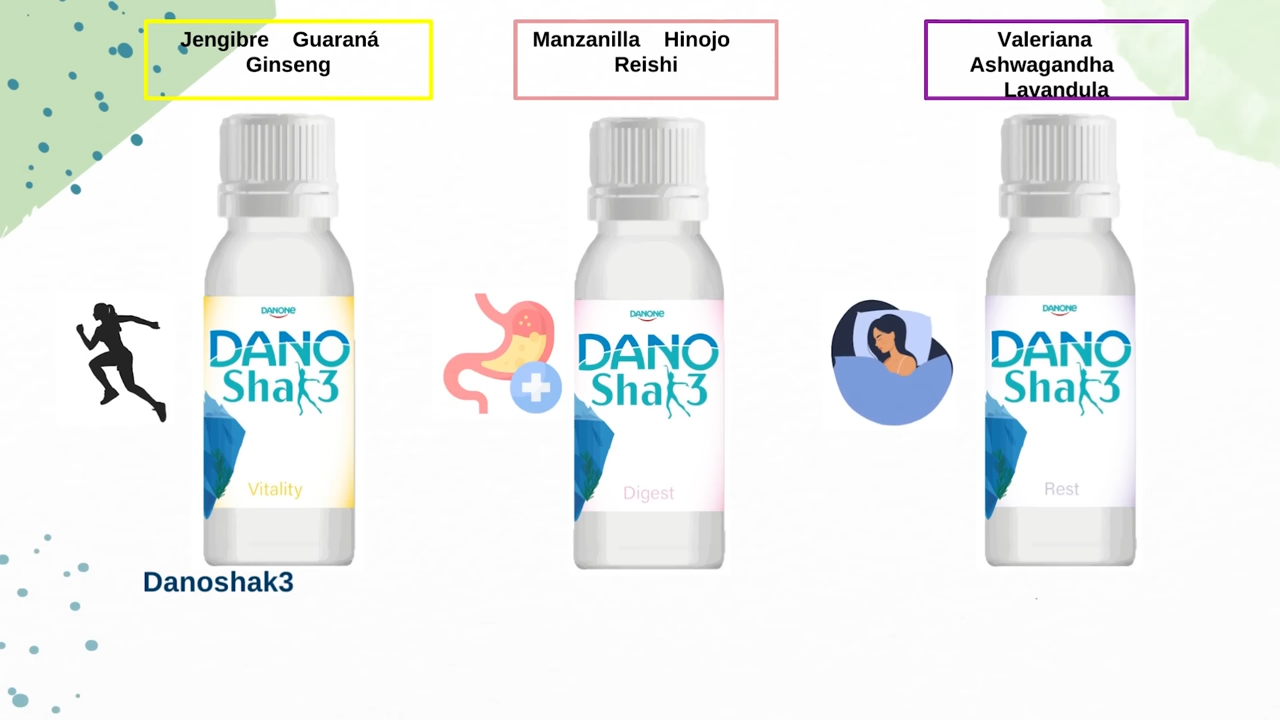 Jengibre Guaraná
Ginseng
Manzanilla Hinojo
Reishi
Valeriana
Ashwagandha
Lavandula
DANONE
DANO
Shak3
Vitality
DANONE
DANO
Shak3
Digest
DANONE
DANO
Shak3
Rest
Danoshak3